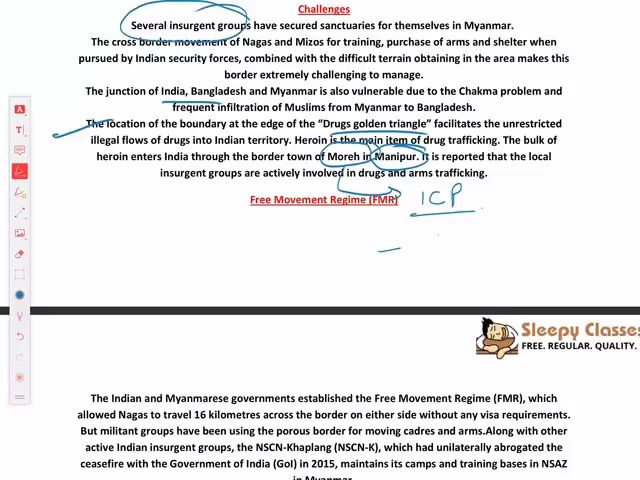 Challenges
Several insurgent groups have secured sanctuaries for themselves in Myanmar.
The cross border movement of Nagas and Mizos for training, purchase of arms and shelter when
pursued by Indian security forces, combined with the difficult terrain obtaining in the area makes this
border extremely challenging to manage.
The junction of India, Bangladesh and Myanmar is also vulnerable due to the Chakma problem and
frequent infiltration of Muslims from Myanmar to Bangladesh.
The location of the boundary at the edge of the “Drugs golden triangle” facilitates the unrestricted
illegal flows of drugs into Indian territory. Heroin is the main item of drug trafficking. The bulk of
heroin enters India through the border town of Moreh in Manipur. It is reported that the local
insurgent groups are actively involved in drugs and arms trafficking.
Free Movement Regime (FMR)
ICP
Sleepy Classes
FREE. REGULAR. QUALITY.
The Indian and Myanmarese governments established the Free Movement Regime (FMR), which
allowed Nagas to travel 16 kilometres across the border on either side without any visa requirements.
But militant groups have been using the porous border for moving cadres and arms.Along with other
active Indian insurgent groups, the NSCN-Khaplang (NSCN-K), which had unilaterally abrogated the
ceasefire with the Government of India (GoI) in 2015, maintains its camps and training bases in NSAZ
in Myanmar.